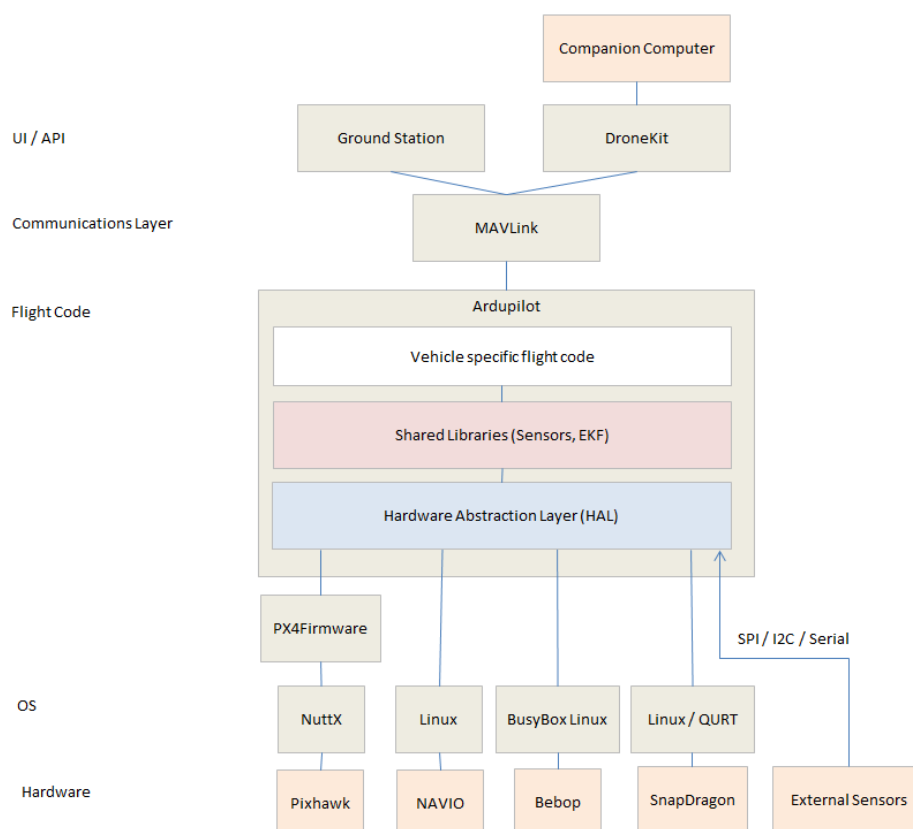 Companion Computer
UI / API
Ground Station
DroneKit
Communications Layer
MAVLink
Flight Code
Ardupilot
Vehicle specific flight code
Shared Libraries (Sensors, EKF)
Hardware Abstraction Layer (HAL)
PX4Firmware
SPI / I2C / Serial
OS
NuttX
Linux
BusyBox Linux
Linux / QURT
Hardware
Pixhawk
NAVIO
Bebop
SnapDragon
External Sensors